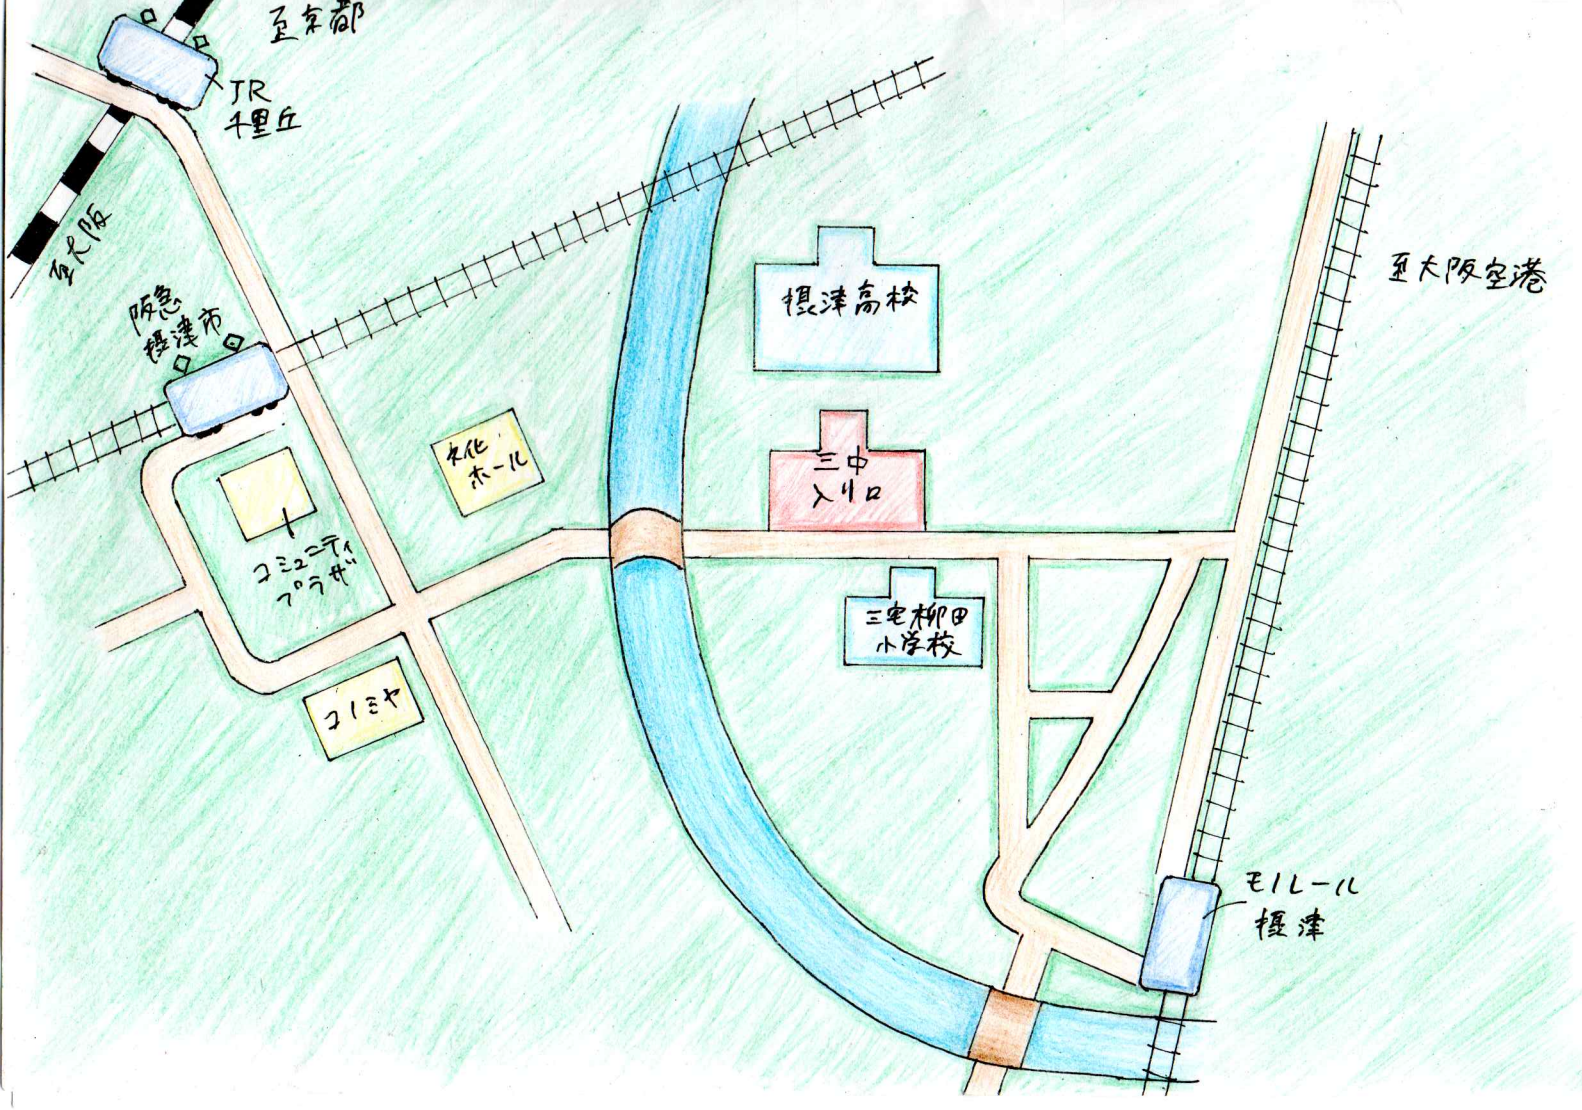 至京都
JR
千里丘
至大阪
阪急
摂津市
文化
ホール
コミュニティ
プラザ
コノミヤ
摂津高校
三中
入り口
三宅柳田
小学校
至大阪空港
モノレール
摂津